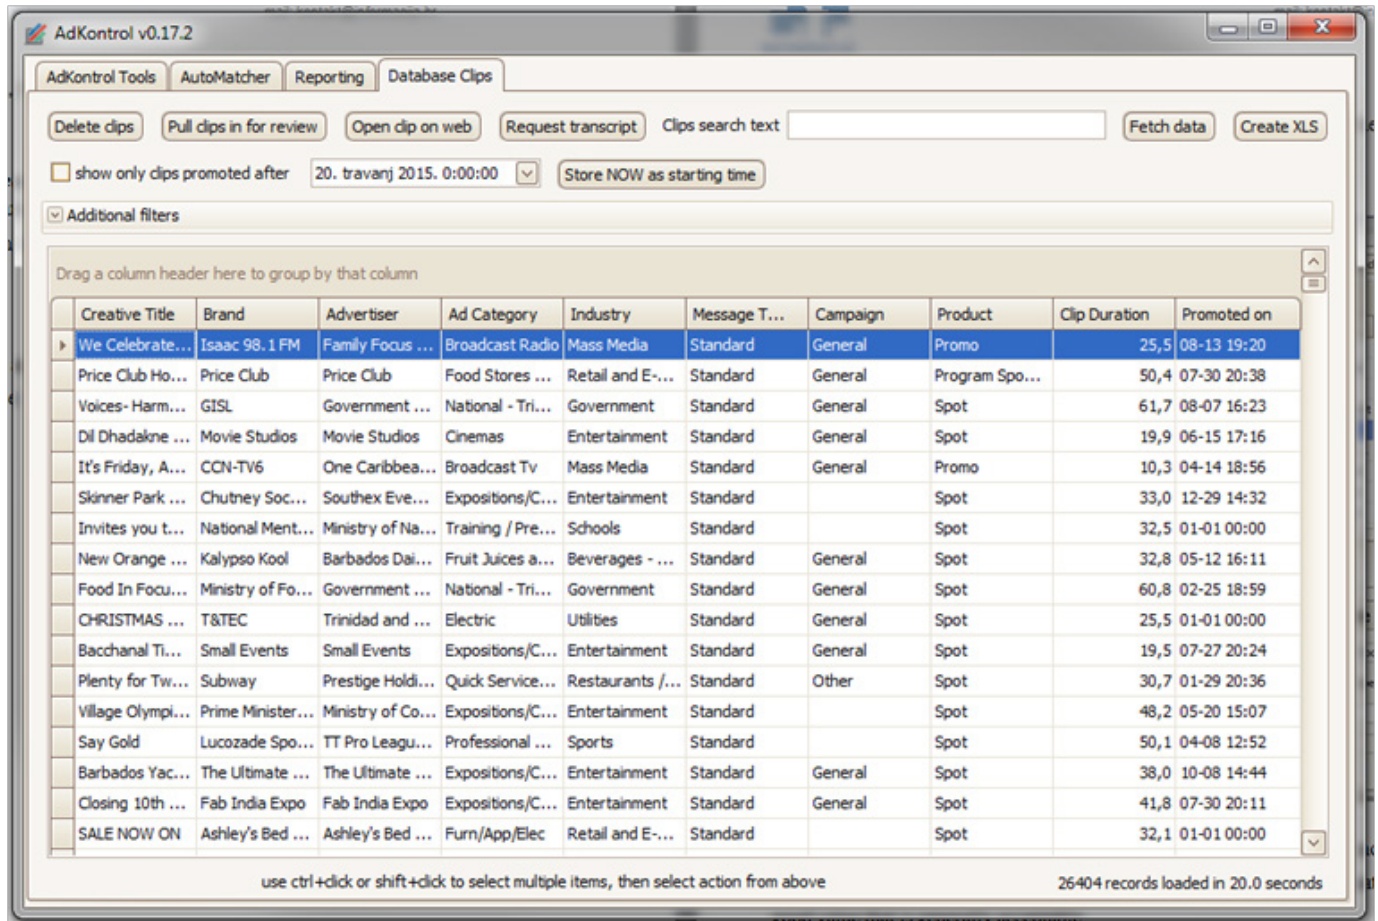 AdKontrol v0.17.2
AdKontrol Tools AutoMatcher Reporting Database Clips
Delete clips Pull clips in for review Open clip on web Request transcript Clips search text Fetch data Create XLS
show only clips promoted after 20. travanj 2015. 0:00:00 Store NOW as starting time
Additional filters
Drag a column header here to group by that column
Creative Title Brand Advertiser Ad Category Industry Message T... Campaign Product Clip Duration Promoted on
We Celebrate... Isaac 98.1 FM Family Focus ... Broadcast Radio Mass Media Standard General Promo 25,5 08-13 19:20
Price Club Ho... Price Club Price Club Food Stores ... Retail and E-... Standard General Program Spo... 50,4 07-30 20:38
Voices- Harm... GISL Government ... National - Tri... Government Standard General Spot 61,7 08-07 16:23
Dil Dhadakne ... Movie Studios Movie Studios Cinemas Entertainment Standard General Spot 19,9 06-15 17:16
It's Friday, A... CCN-TV6 One Caribbea... Broadcast Tv Mass Media Standard General Promo 10,3 04-14 18:56
Skinner Park ... Chutney Soc... Southex Eve... Expositions/C... Entertainment Standard Spot 33,0 12-29 14:32
Invites you t... National Ment... Ministry of Na... Training / Pre... Schools Standard Spot 32,5 01-01 00:00
New Orange ... Kalypso Kool Barbados Dai... Fruit Juices a... Beverages - ... Standard General Spot 32,8 05-12 16:11
Food In Focu... Ministry of Fo... Government ... National - Tri... Government Standard General Spot 60,8 02-25 18:59
CHRISTMAS ... T&TEC Trinidad and ... Electric Utilities Standard General Spot 25,5 01-01 00:00
Bacchanal Ti... Small Events Small Events Expositions/C... Entertainment Standard General Spot 19,5 07-27 20:24
Plenty for Tw... Subway Prestige Holdi... Quick Service... Restaurants /... Standard Other Spot 30,7 01-29 20:36
Village Olympi... Prime Minister... Ministry of Co... Expositions/C... Entertainment Standard Spot 48,2 05-20 15:07
Say Gold Lucozade Spo... TT Pro Leagu... Professional ... Sports Standard Spot 50,1 04-08 12:52
Barbados Yac... The Ultimate ... The Ultimate ... Expositions/C... Entertainment Standard General Spot 38,0 10-08 14:44
Closing 10th ... Fab India Expo Fab India Expo Expositions/C... Entertainment Standard General Spot 41,8 07-30 20:11
SALE NOW ON Ashley's Bed ... Ashley's Bed ... Furn/App/Elec Retail and E-... Standard Spot 32,1 01-01 00:00
use ctrl+click or shift+click to select multiple items, then select action from above 26404 records loaded in 20.0 seconds